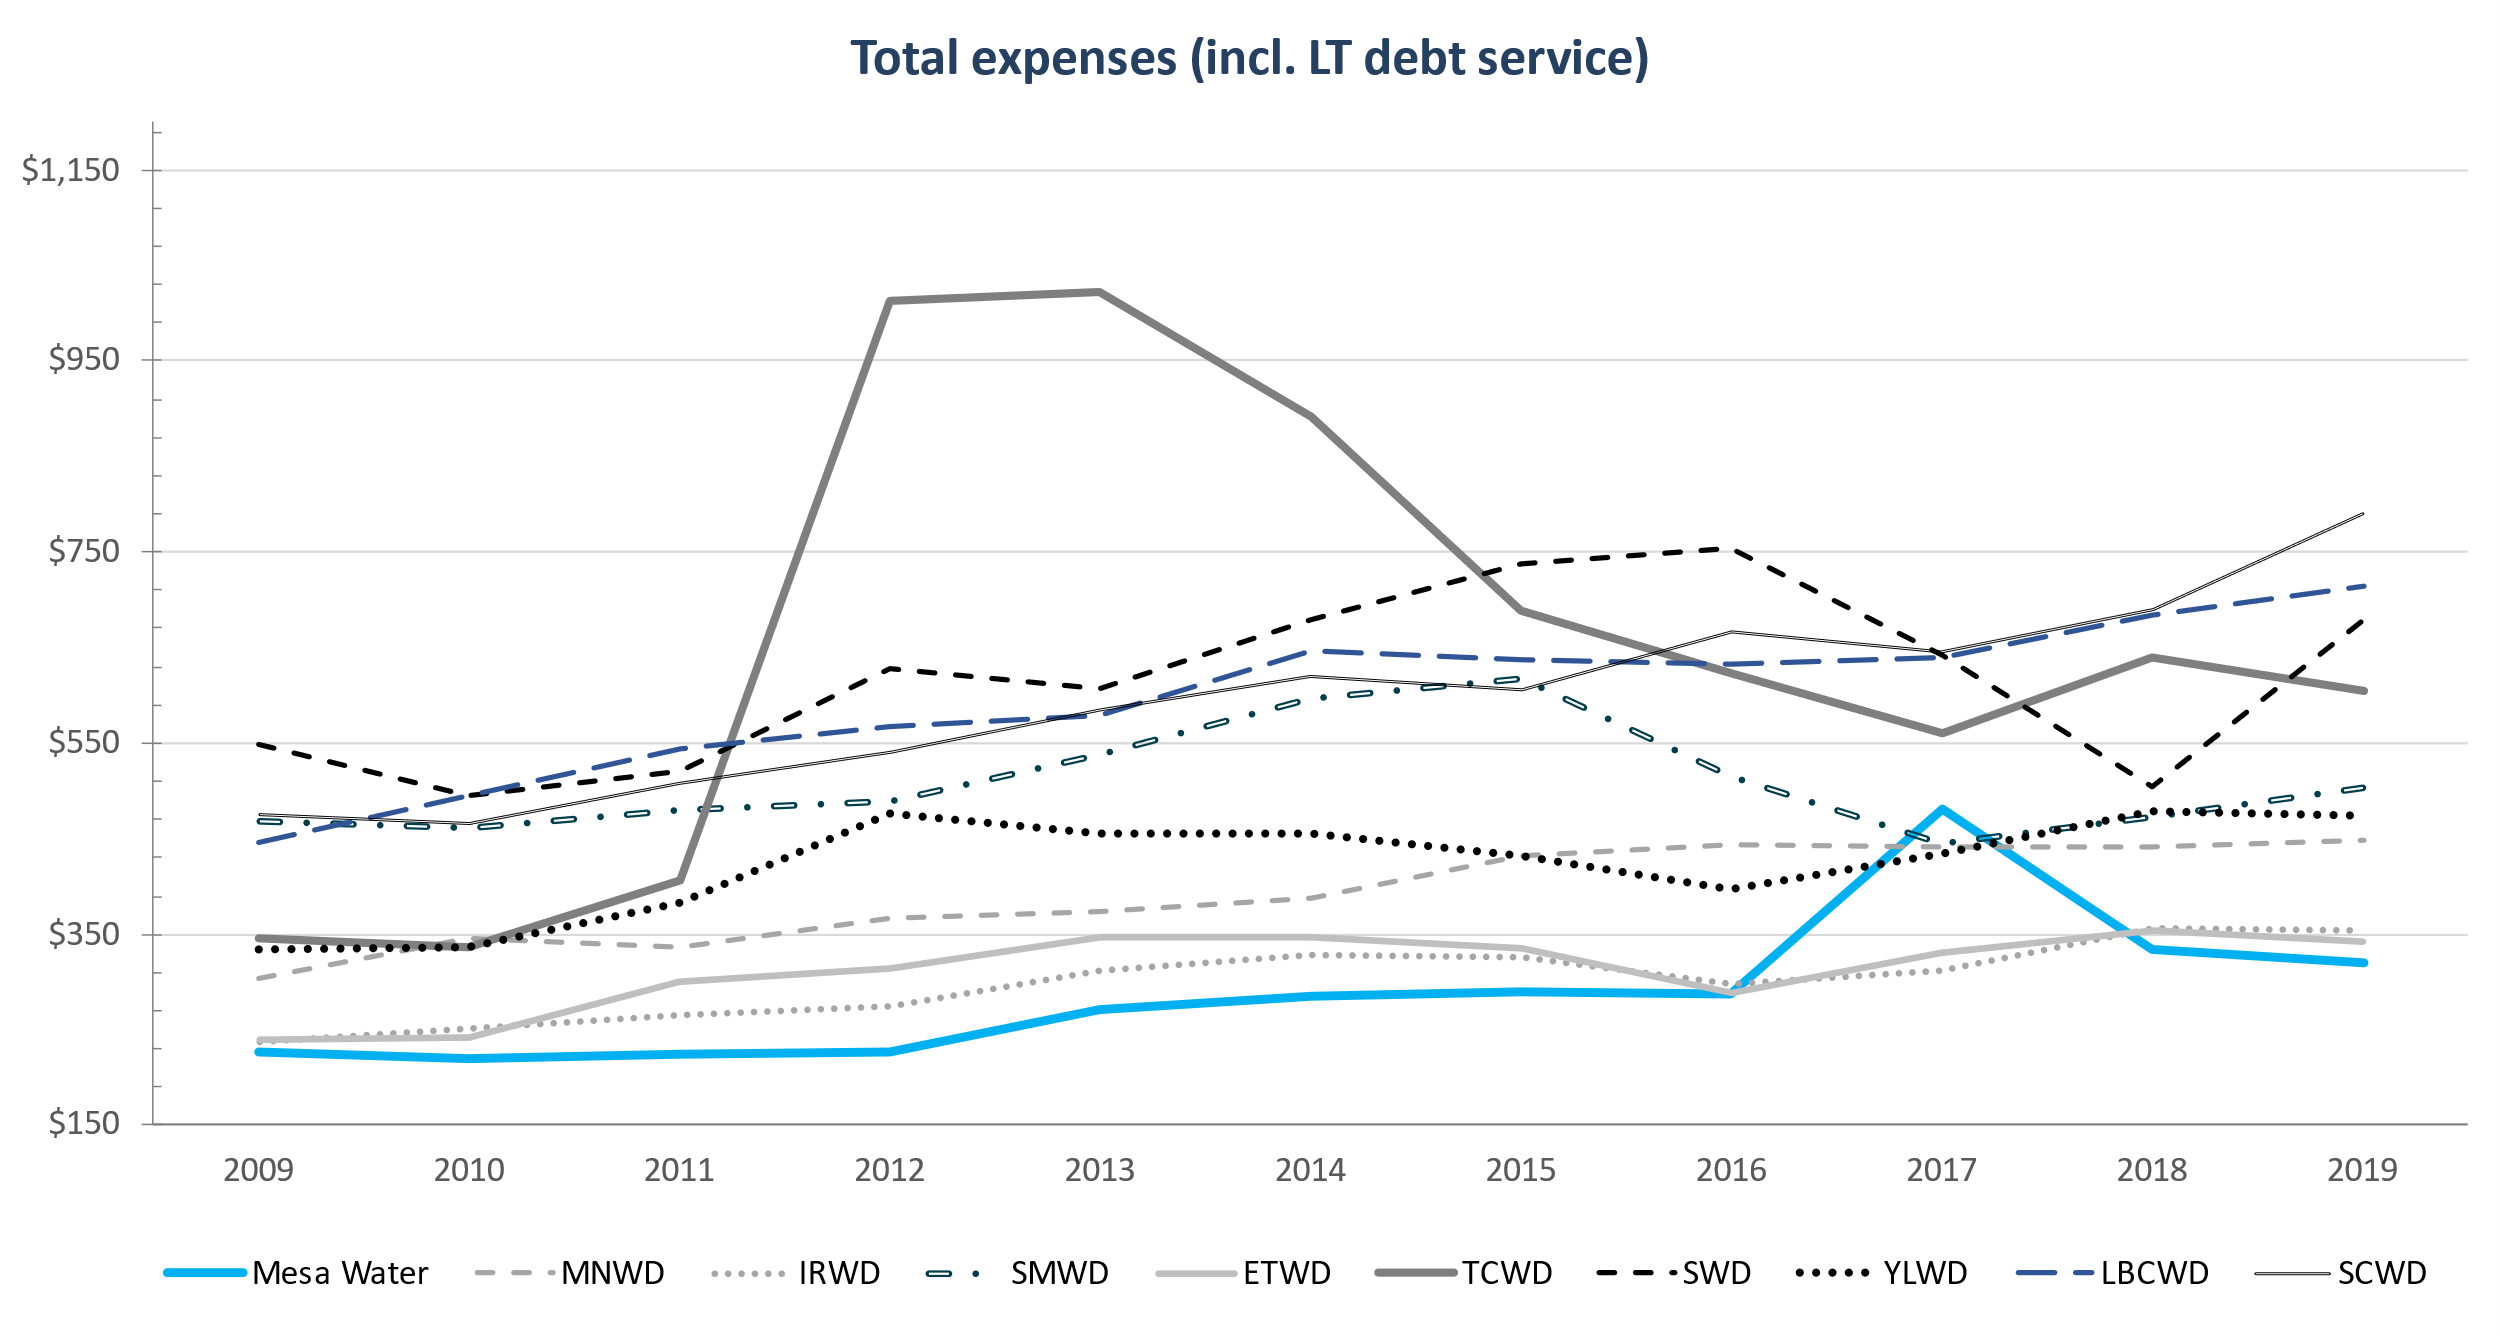 Total expenses (incl. LT debt service)
$1,150
$950
$750
$550
$350
$150
2009 2010 2011 2012 2013 2014 2015 2016 2017 2018 2019
Mesa Water MNWD IRWD SMWD ETWD TCWD SWD YLWD LBCWD SCWD